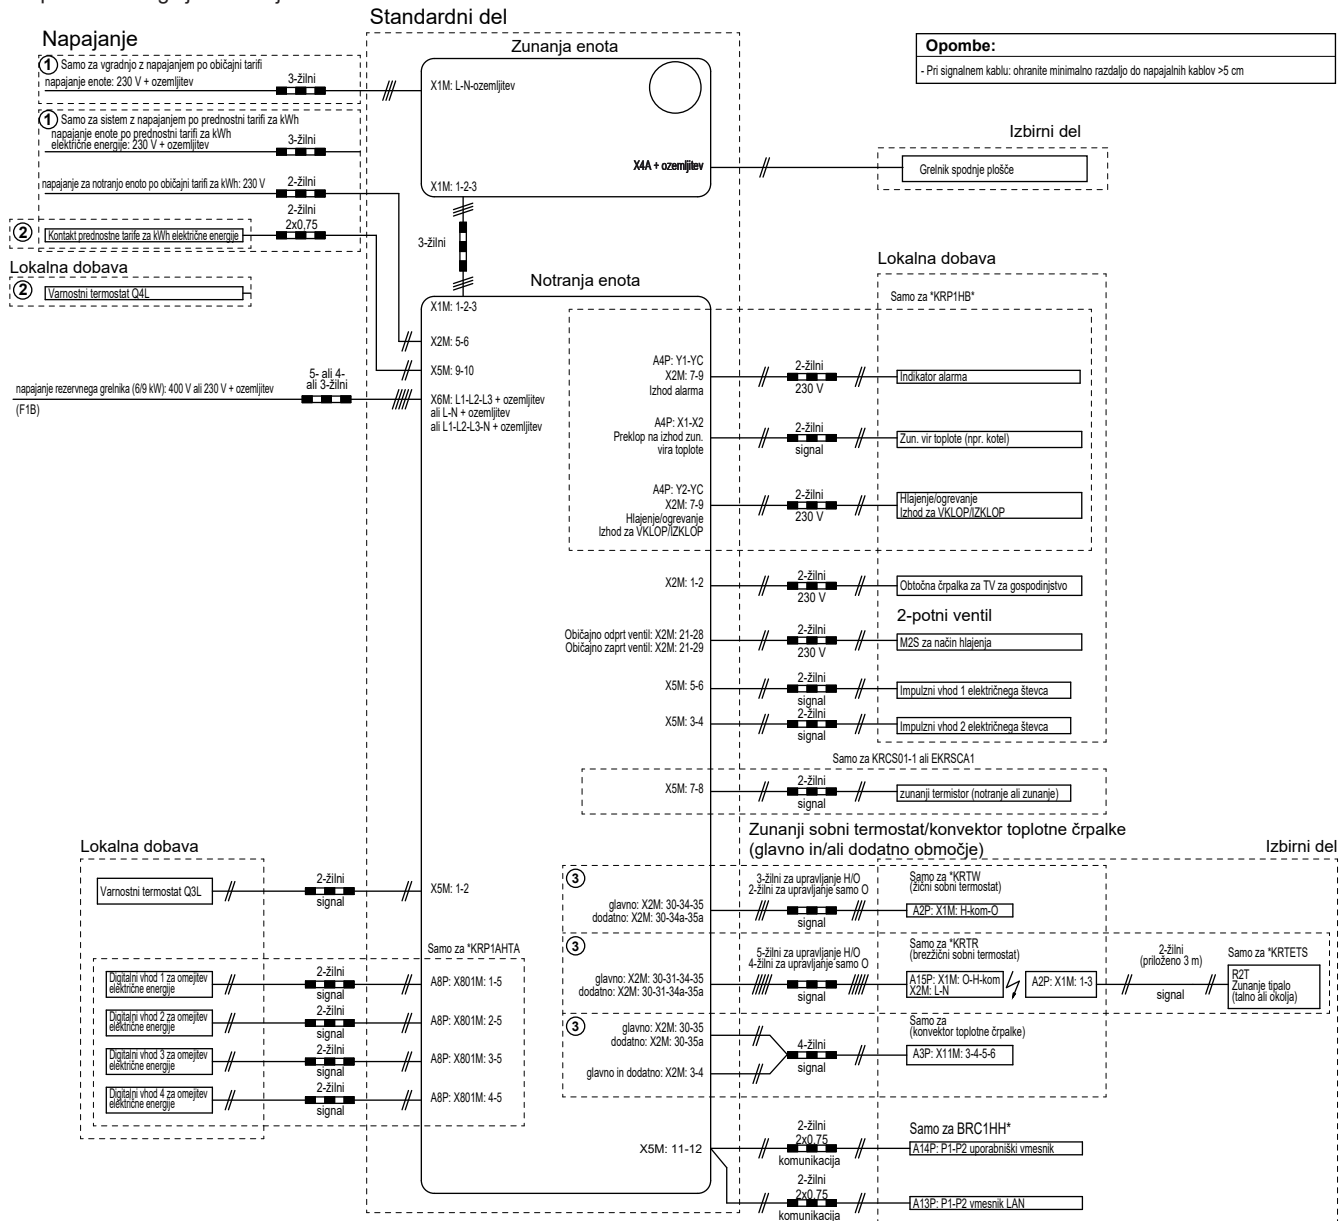 Standardni del
Napajanje
Zunanja enota
Opombe:
- Pri signalnem kablu: ohranite minimalno razdaljo do napajalnih kablov >5 cm
1 Samo za vgradnjo z napajanjem po običajni tarifi
napajanje enote: 230 V + ozemljitev
3-žilni
X1M: L-N-ozemljitev
1 Samo za sistem z napajanjem po prednostni tarifi za kWh
napajanje enote po prednostni tarifi za kWh
električne energije: 230 V + ozemljitev
3-žilni
X4A + ozemljitev
Izbirni del
Grelnik spodnje plošče
napajanje za notranjo enoto po običajni tarifi za kWh: 230 V
2-žilni
X1M: 1-2-3
2-žilni
2x0,75
2 Kontakt prednostne tarife za kWh električne energije
3-žilni
Lokalna dobava
2 Varnostni termostat Q4L
Notranja enota
Lokalna dobava
X1M: 1-2-3
Samo za *KRP1HB*
X2M: 5-6
X5M: 9-10
napajanje rezervnega grelnika (6/9 kW): 400 V ali 230 V + ozemljitev
(F1B)
5- ali 4-
ali 3-žilni
X6M: L1-L2-L3 + ozemljitev
ali L-N + ozemljitev
ali L1-L2-L3-N + ozemljitev
A4P: Y1-YC
X2M: 7-9
Izhod alarma
2-žilni
230 V
Indikator alarma
A4P: X1-X2
Preklop na izhod zun.
vira toplote
2-žilni
signal
Zun. vir toplote (npr. kotel)
A4P: Y2-YC
X2M: 7-9
Hlajenje/ogrevanje
Izhod za VKLOP/IZKLOP
2-žilni
230 V
Hlajenje/ogrevanje
Izhod za VKLOP/IZKLOP
X2M: 1-2
2-žilni
230 V
Obtočna črpalka za TV za gospodinjstvo
2-potni ventil
Običajno odprt ventil: X2M: 21-28
Običajno zaprt ventil: X2M: 21-29
2-žilni
230 V
M2S za način hlajenja
X5M: 5-6
2-žilni
signal
Impulzni vhod 1 električnega števca
X5M: 3-4
2-žilni
signal
Impulzni vhod 2 električnega števca
Samo za KRCS01-1 ali EKRSCA1
X5M: 7-8
2-žilni
signal
zunanji termistor (notranje ali zunanje)
Zunanji sobni termostat/konvektor toplotne črpalke
(glavno in/ali dodatno območje)
Izbirni del
Lokalna dobava
Varnostni termostat Q3L
2-žilni
signal
X5M: 1-2
3
glavno: X2M: 30-34-35
dodatno: X2M: 30-34a-35a
3-žilni za upravljanje H/O
2-žilni za upravljanje samo O
signal
Samo za *KRTW
(žični sobni termostat)
A2P: X1M: H-kom-O
3
glavno: X2M: 30-31-34-35
dodatno: X2M: 30-31-34a-35a
5-žilni za upravljanje H/O
4-žilni za upravljanje samo O
signal
Samo za *KRTR
(brezžični sobni termostat)
A15P: X1M: O-H-kom
X2M: L-N
A2P: X1M: 1-3
2-žilni
(priloženo 3 m)
signal
Samo za *KRTETS
R2T
Zunanje tipalo
(talno ali okolja)
Samo za *KRP1AHTA
Digitalni vhod 1 za omejitev
električne energije
2-žilni
signal
A8P: X801M: 1-5
Digitalni vhod 2 za omejitev
električne energije
2-žilni
signal
A8P: X801M: 2-5
Digitalni vhod 3 za omejitev
električne energije
2-žilni
signal
A8P: X801M: 3-5
Digitalni vhod 4 za omejitev
električne energije
2-žilni
signal
A8P: X801M: 4-5
3
glavno: X2M: 30-35
dodatno: X2M: 30-35a
glavno in dodatno: X2M: 3-4
4-žilni
signal
Samo za
(konvektor toplotne črpalke)
A3P: X11M: 3-4-5-6
X5M: 11-12
2-žilni
2x0,75
komunikacija
Samo za BRC1HH*
A14P: P1-P2 uporabniški vmesnik
2-žilni
2x0,75
komunikacija
A13P: P1-P2 vmesnik LAN